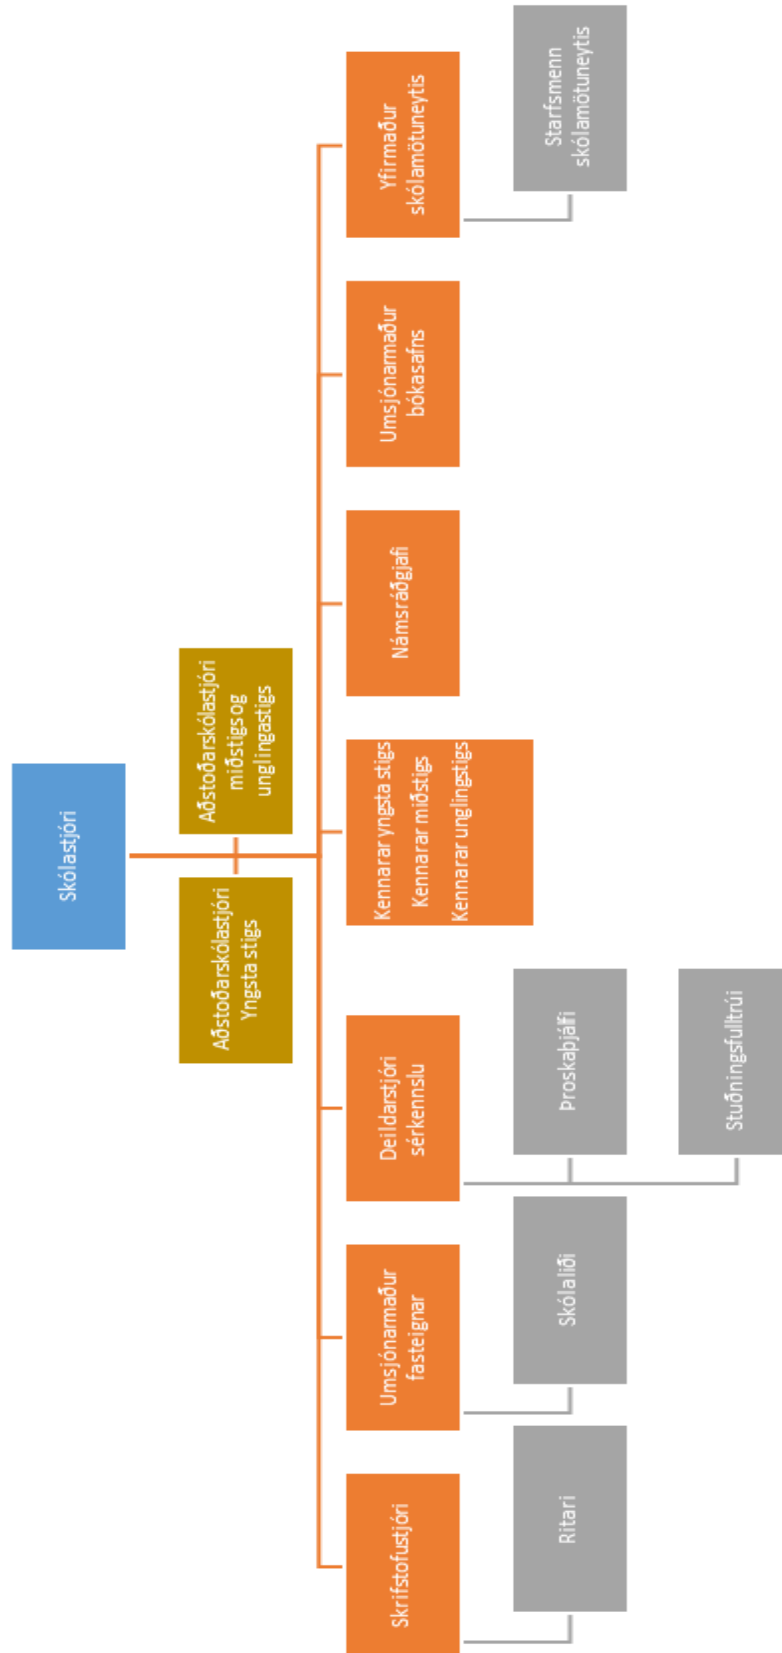 Skólastjóri
Aðstoðarskólastjóri
Yngsta stigs
Aðstoðarskólastjóri
miðstigs og
unglingastigs
Skrifstofustjóri
Umsjónarmaður
fasteignar
Deildarstjóri
sérkennslu
Kennarar yngsta stigs
Kennarar miðstigs
Kennarar unglingstigs
Námsráðgjafi
Umsjónarmaður
bókasafns
Yfirmaður
skólamötuneytis
Ritari
Skólaliði
Þroskaþjálfi
Stuðningsfulltrúi
Starfsmenn
skólamötuneytis